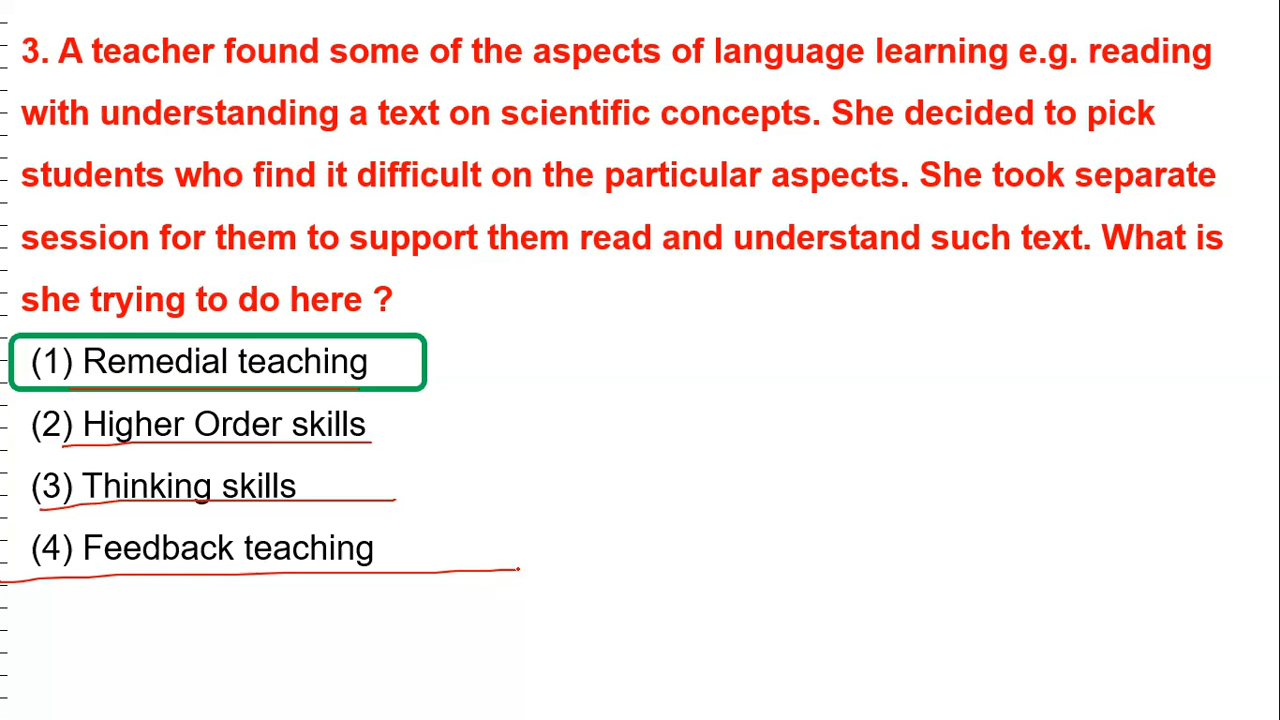 3. A teacher found some of the aspects of language learning e.g. reading
with understanding a text on scientific concepts. She decided to pick
students who find it difficult on the particular aspects. She took separate
session for them to support them read and understand such text. What is
she trying to do here ?
(1) Remedial teaching
(2) Higher Order skills
(3) Thinking skills
(4) Feedback teaching